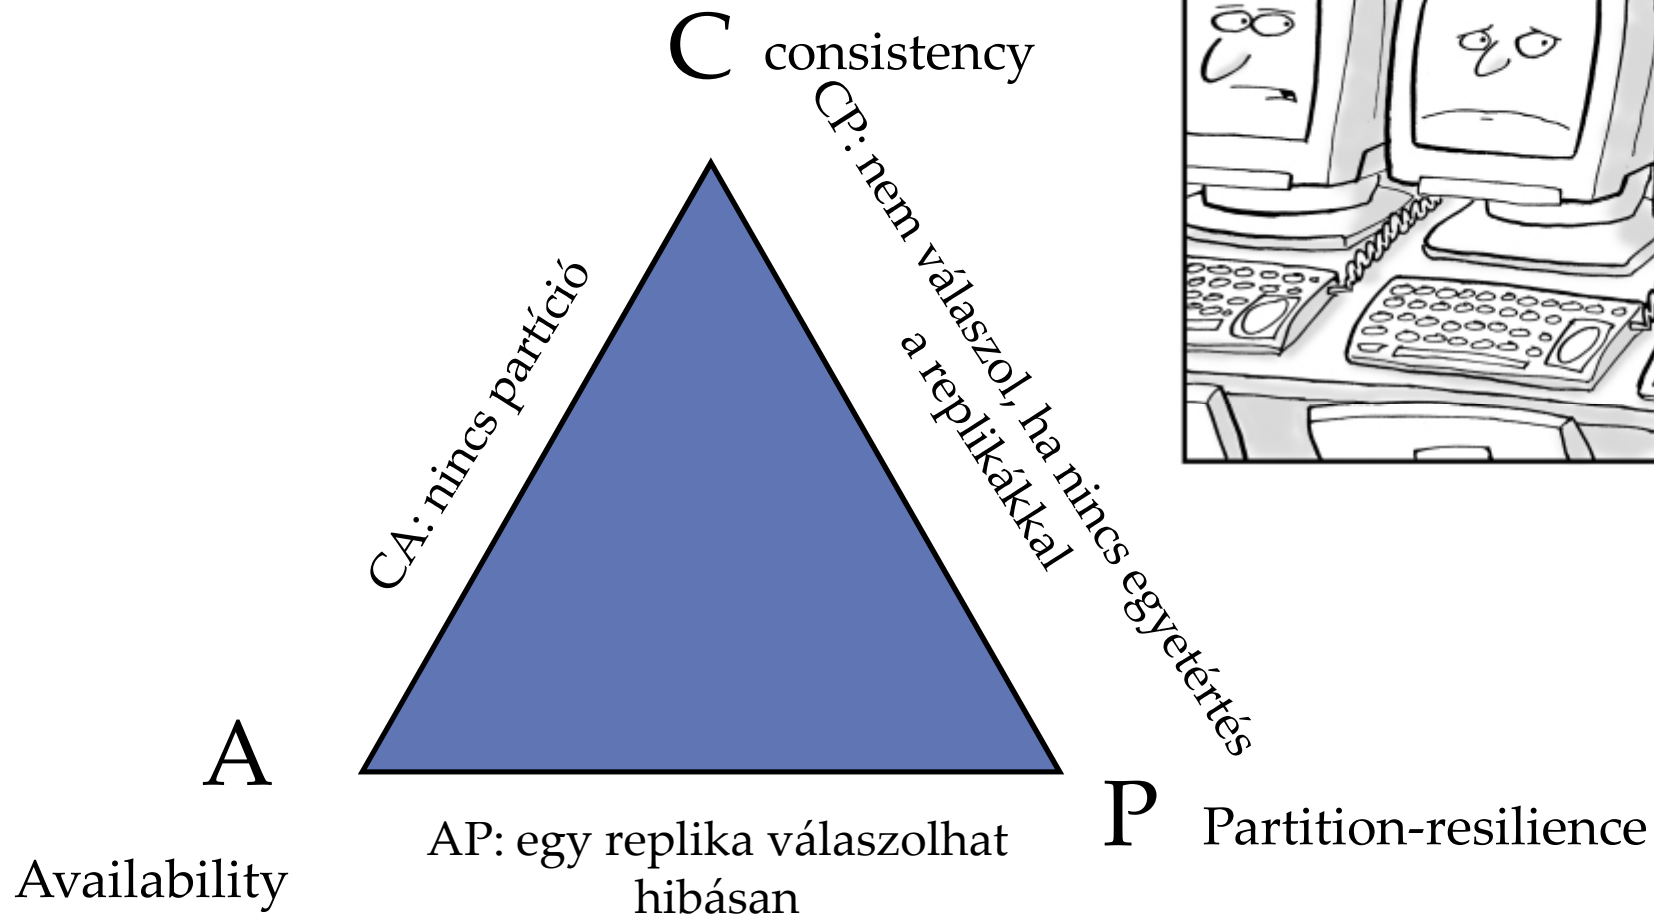 C consistency
CP: nem válaszol, ha nincs egyetértés
a replikákkal
CA: nincs partíció
A
Availability
AP: egy replika válaszolhat
hibásan
P Partition-resilience